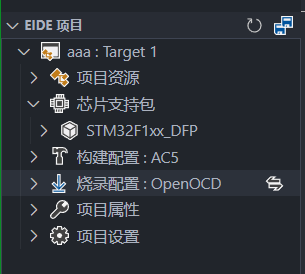 EIDE 项目
aaa : Target 1
项目资源
芯片支持包
STM32F1xx_DFP
构建配置 : AC5
烧录配置 : OpenOCD
项目属性
项目设置